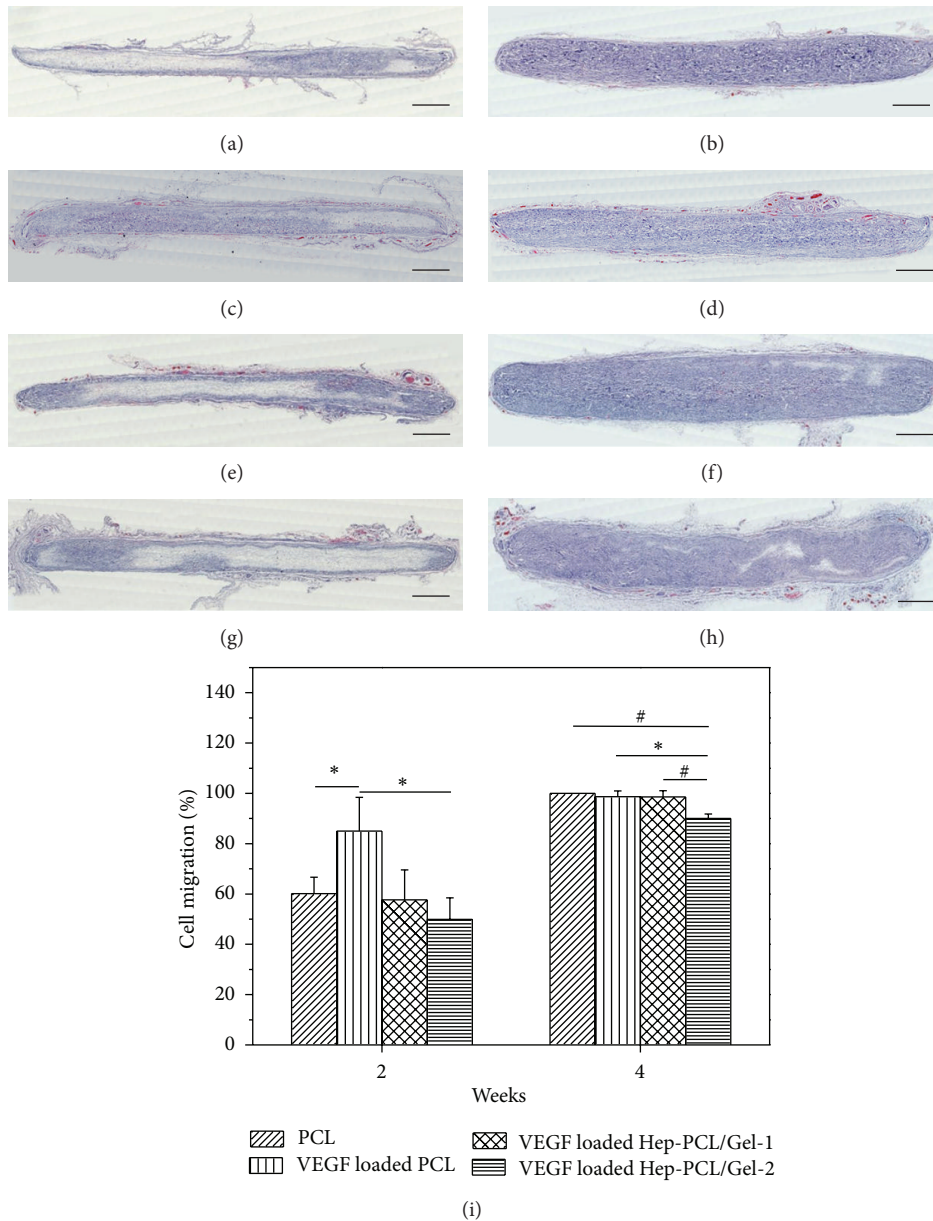 (a) (b)
(c) (d)
(e) (f)
(g) (h)
140
120
100
80
60
40
20
0
Cell migration (%)
* * # * #
2 4
Weeks
PCL VEGF loaded Hep-PCL/Gel-1
VEGF loaded PCL VEGF loaded Hep-PCL/Gel-2
(i)